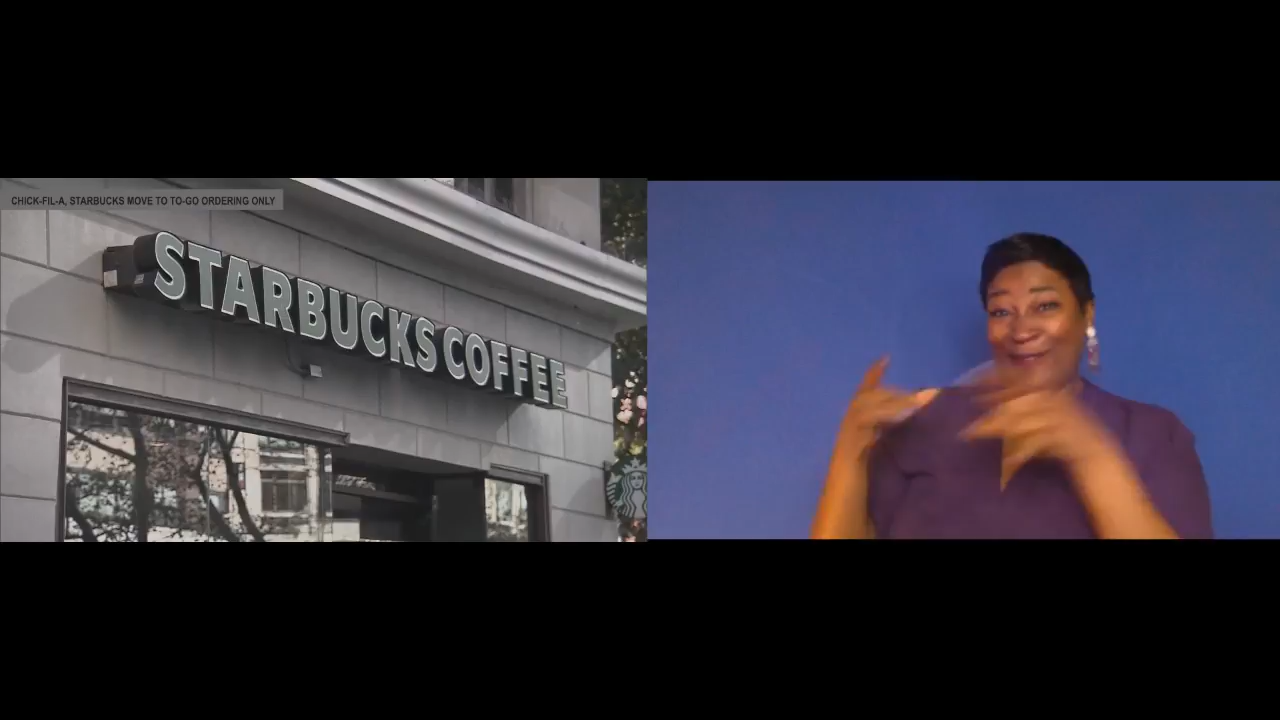 CHICK-FIL-A, STARBUCKS MOVE TO TO-GO ORDERING ONLY
STARBUCKS COFFEE